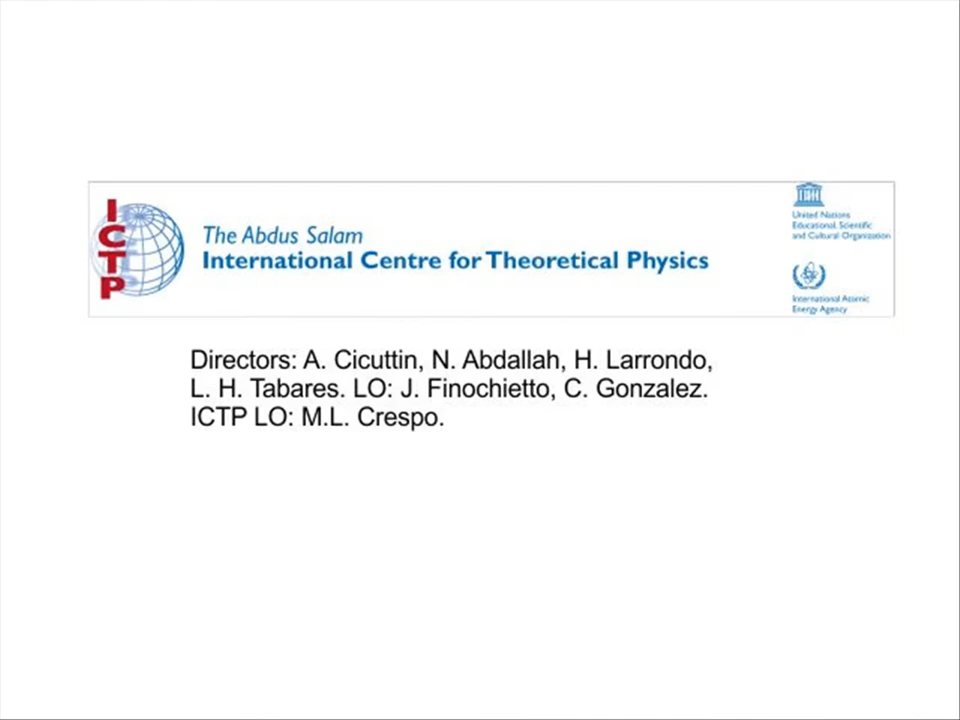 ICTP
The Abdus Salam
International Centre for Theoretical Physics
United Nations
Educational, Scientific
and Cultural Organization
International Atomic
Energy Agency
Directors: A. Cicuttin, N. Abdallah, H. Larrondo,
L. H. Tabares. LO: J. Finochietto, C. Gonzalez.
ICTP LO: M.L. Crespo.